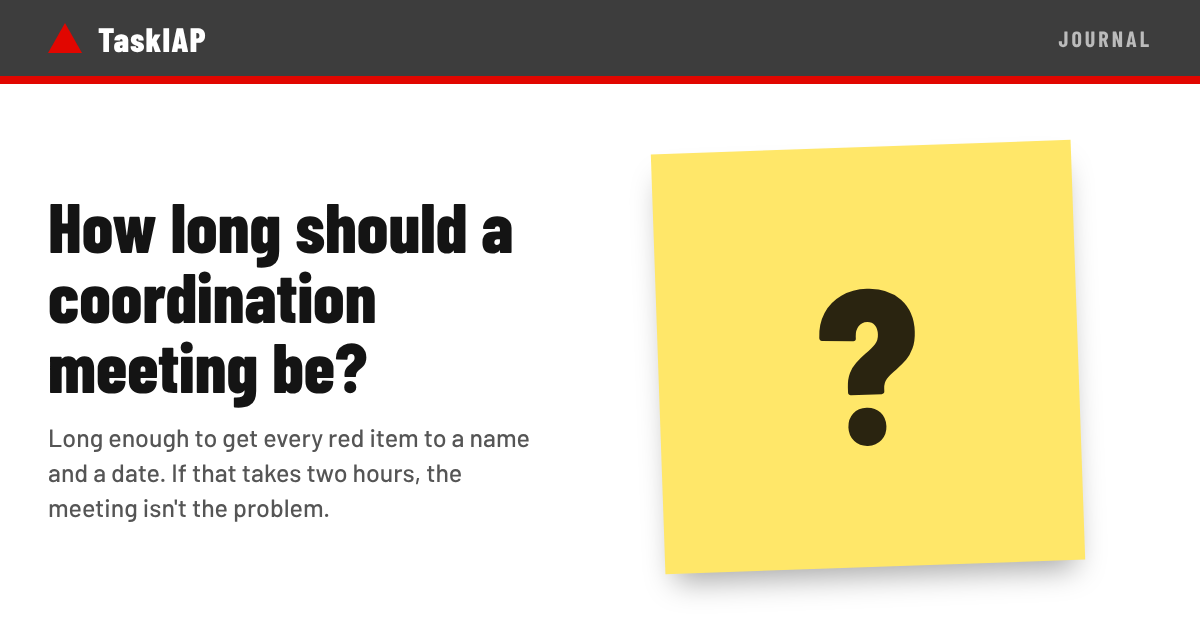 TaskIAP
JOURNAL
How long should a
coordination
meeting be?
Long enough to get every red item to a name
and a date. If that takes two hours, the
meeting isn't the problem.
?